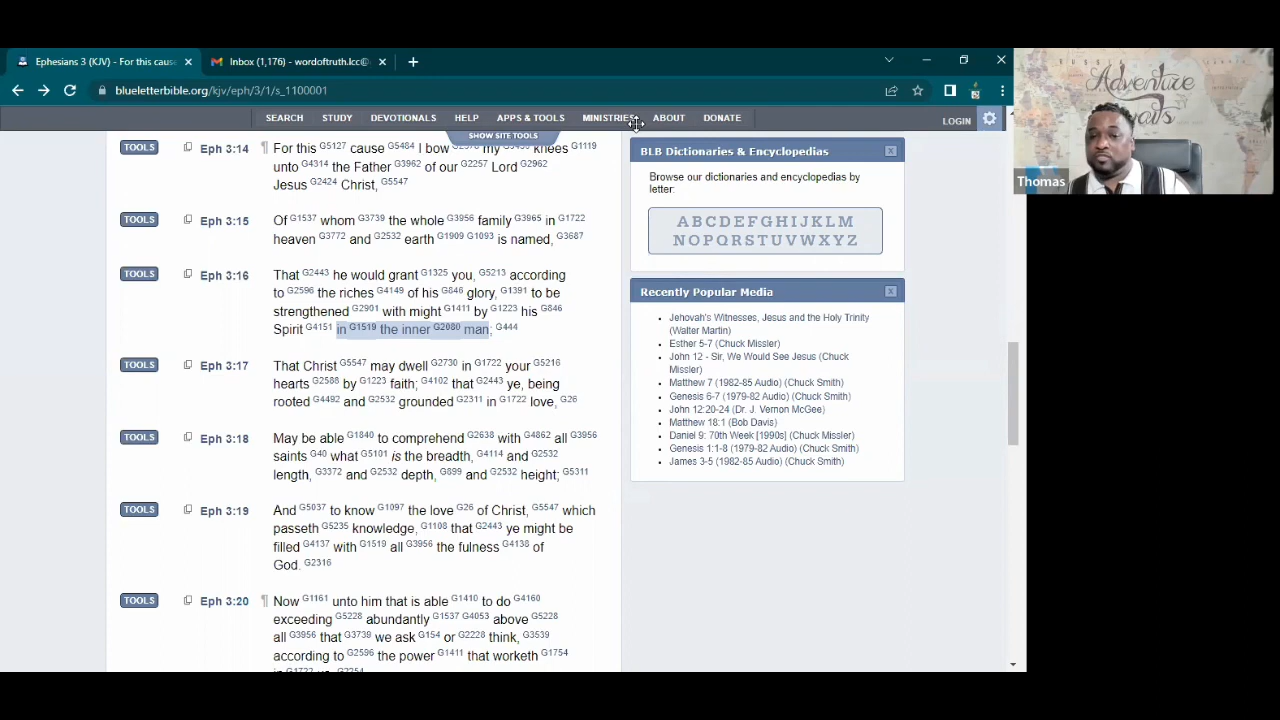 Ephesians 3 (KJV) - For this caus
Inbox (1,176) - wordoftruth.lcc@
blueletterbible.org/kjv/eph/3/1/s_1100001
SEARCH STUDY DEVOTIONALS HELP APPS & TOOLS MINISTRIES ABOUT DONATE LOGIN
SHOW SITE TOOLS
TOOLS Eph 3:14 ¶ For this G5127 cause G5484 I bow G2578 my knees G1119
unto G4314 the Father G3962 of our G2257 Lord G2962
Jesus G2424 Christ, G5547
TOOLS Eph 3:15 Of G1537 whom G3739 the whole G3956 family G3965 in G1722
heaven G3772 and G2532 earth G1909 G1093 is named, G3687
TOOLS Eph 3:16 That G2443 he would grant G1325 you, G5213 according
to G2596 the riches G4149 of his G846 glory, G1391 to be
strengthened G2901 with might G1411 by G1223 his G846
Spirit G4151 in G1519 the inner G2080 man; G444
TOOLS Eph 3:17 That Christ G5547 may dwell G2730 in G1722 your G5216
hearts G2588 by G1223 faith; G4102 that G2443 ye, being
rooted G4492 and G2532 grounded G2311 in G1722 love, G26
TOOLS Eph 3:18 May be able G1840 to comprehend G2638 with G4862 all G3956
saints G40 what G5101 is the breadth, G4114 and G2532
length, G3372 and G2532 depth, G899 and G2532 height; G5311
TOOLS Eph 3:19 And G5037 to know G1097 the love G26 of Christ, G5547 which
passeth G5235 knowledge, G1108 that G2443 ye might be
filled G4137 with G1519 all G3956 the fulness G4138 of
God. G2316
TOOLS Eph 3:20 ¶ Now G1161 unto him that is able G1410 to do G4160
exceeding G5228 abundantly G1537 G4053 above G5228
all G3956 that G3739 we ask G154 or G2228 think, G3539
according to G2596 the power G1411 that worketh G1754
BLB Dictionaries & Encyclopedias
Browse our dictionaries and encyclopedias by
letter:
A B C D E F G H I J K L M
N O P Q R S T U V W X Y Z
Recently Popular Media
Jehovah's Witnesses, Jesus and the Holy Trinity
(Walter Martin)
Esther 5-7 (Chuck Missler)
John 12 - Sir, We Would See Jesus (Chuck
Missler)
Matthew 7 (1982-85 Audio) (Chuck Smith)
Genesis 6-7 (1979-82 Audio) (Chuck Smith)
John 12:20-24 (Dr. J. Vernon McGee)
Matthew 18:1 (Bob Davis)
Daniel 9: 70th Week [1990s] (Chuck Missler)
Genesis 1:1-8 (1979-82 Audio) (Chuck Smith)
James 3-5 (1982-85 Audio) (Chuck Smith)
Adventure
Thomas